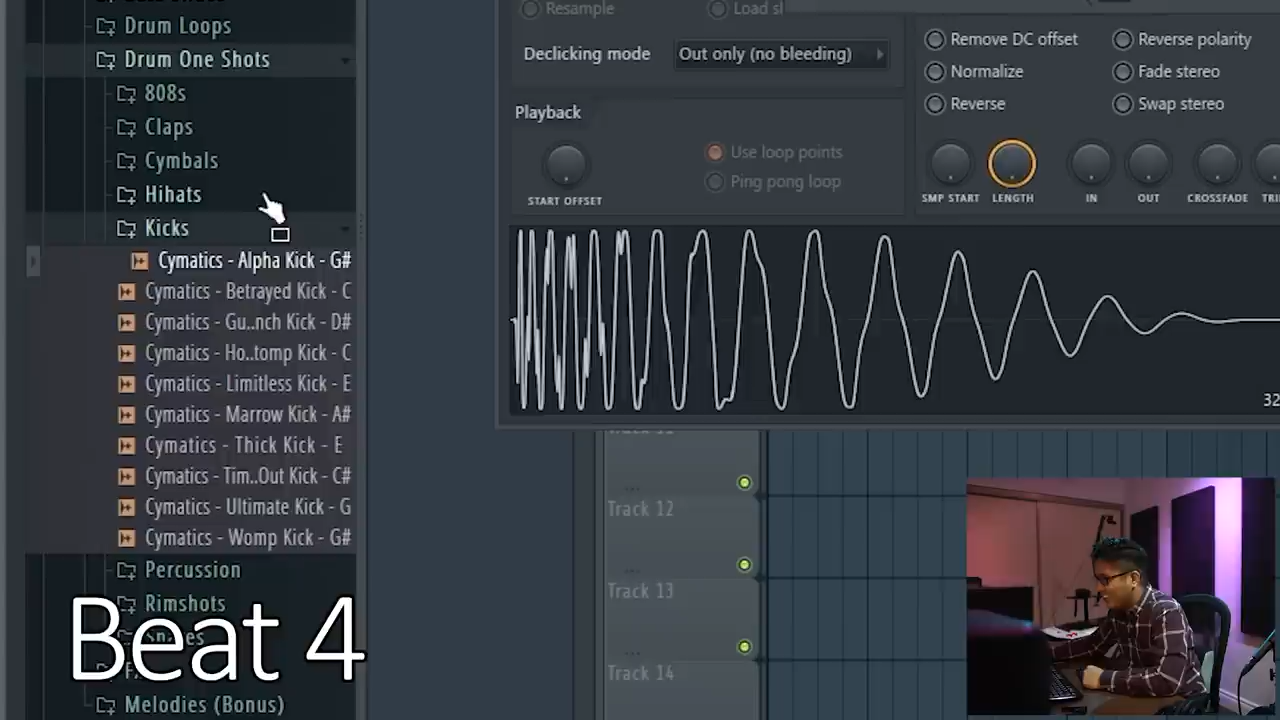 Drum Loops
Drum One Shots
808s
Claps
Cymbals
Hihats
Kicks
Cymatics - Alpha Kick - G#
Cymatics - Betrayed Kick - C
Cymatics - Gu..nch Kick - D#
Cymatics - Ho..tomp Kick - C
Cymatics - Limitless Kick - E
Cymatics - Marrow Kick - A#
Cymatics - Thick Kick - E
Cymatics - Tim..Out Kick - C#
Cymatics - Ultimate Kick - G
Cymatics - Womp Kick - G#
Percussion
Rimshots
Melodies (Bonus)
Beat 4
Resample
Load
Declicking mode
Out only (no bleeding)
Playback
Use loop points
Ping pong loop
START OFFSET
Remove DC offset
Normalize
Reverse
Reverse polarity
Fade stereo
Swap stereo
SMP START
LENGTH
IN
OUT
CROSSFADE
32
Track 12
Track 13
Track 14